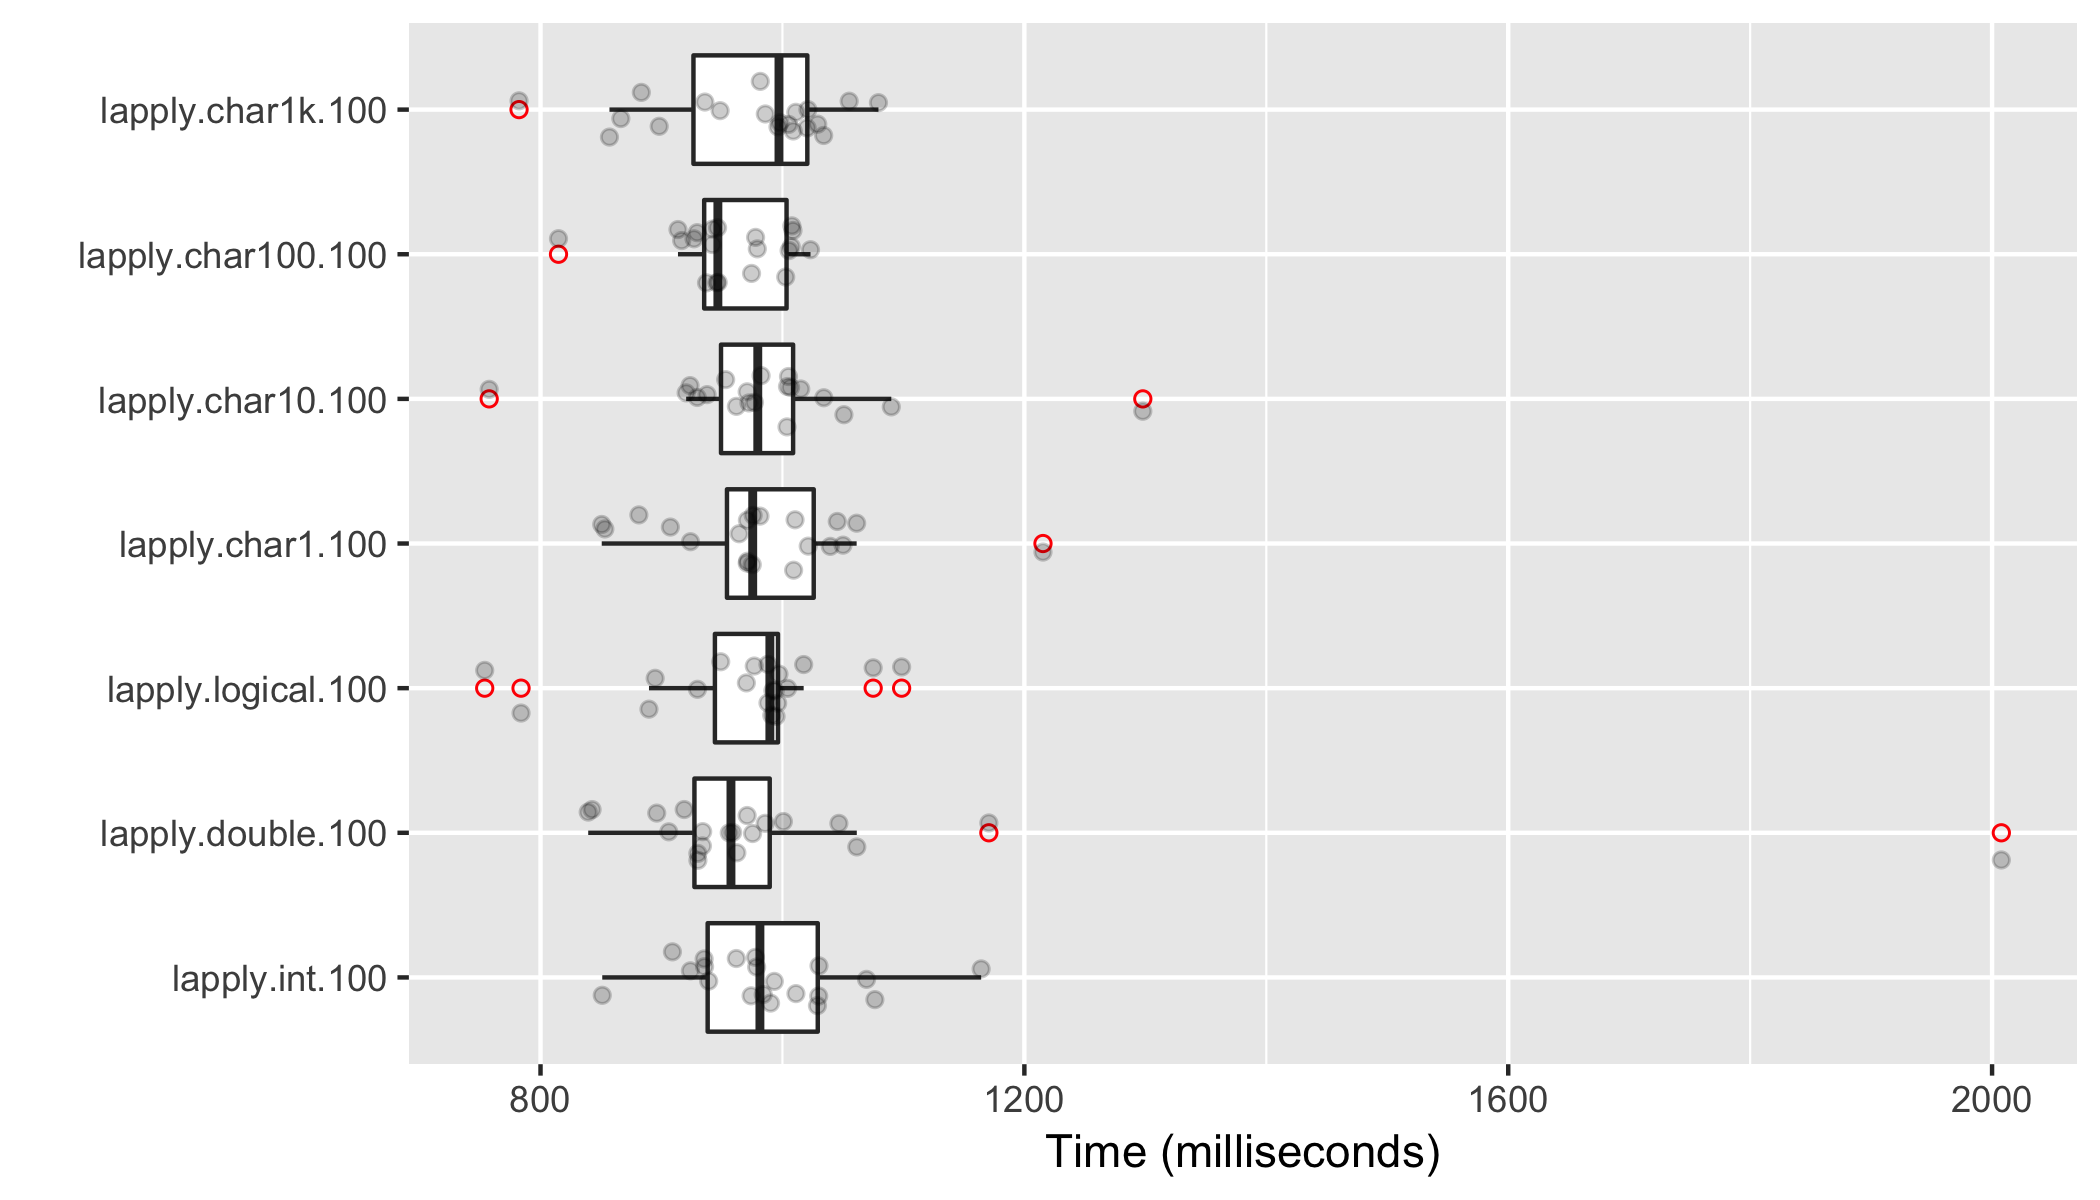 lapply.char1k.100
lapply.char100.100
lapply.char10.100
lapply.char1.100
lapply.logical.100
lapply.double.100
lapply.int.100
800 1200 1600 2000
Time (milliseconds)